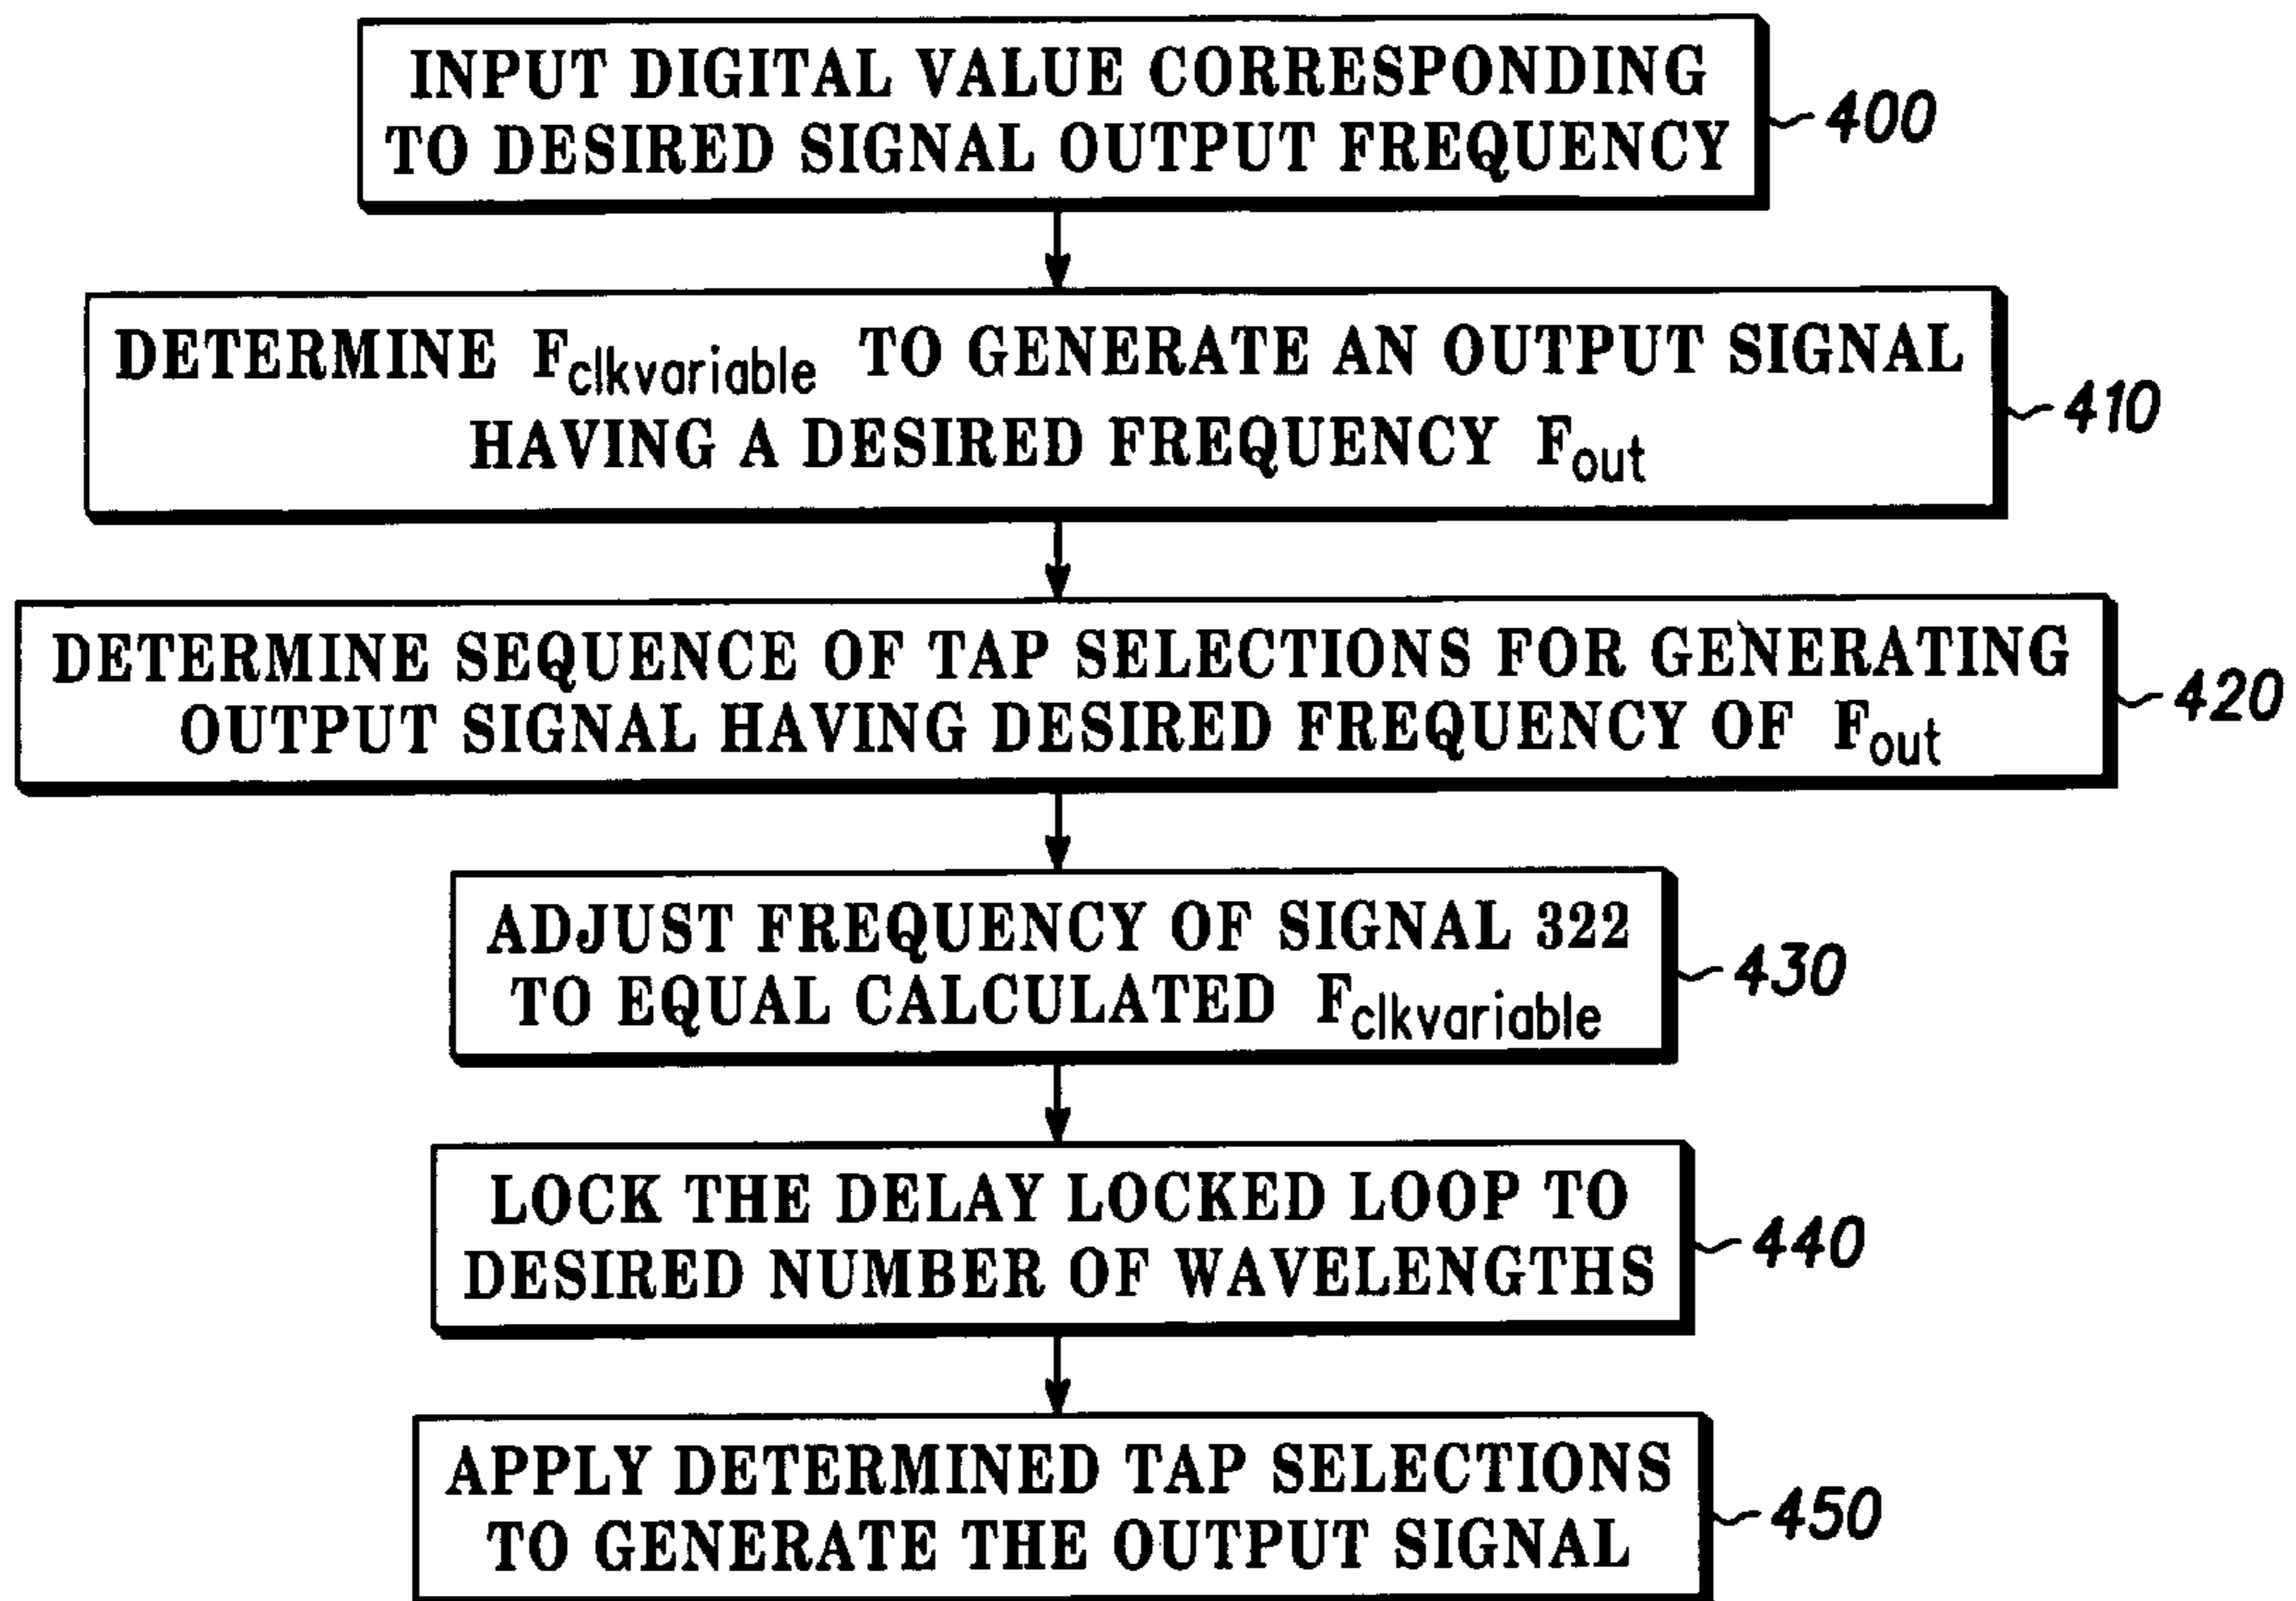 INPUT DIGITAL VALUE CORRESPONDING
TO DESIRED SIGNAL OUTPUT FREQUENCY
400
DETERMINE Fclkvariable TO GENERATE AN OUTPUT SIGNAL
HAVING A DESIRED FREQUENCY Fout
410
DETERMINE SEQUENCE OF TAP SELECTIONS FOR GENERATING
OUTPUT SIGNAL HAVING DESIRED FREQUENCY OF Fout
420
ADJUST FREQUENCY OF SIGNAL 322
TO EQUAL CALCULATED Fclkvariable
430
LOCK THE DELAY LOCKED LOOP TO
DESIRED NUMBER OF WAVELENGTHS
440
APPLY DETERMINED TAP SELECTIONS
TO GENERATE THE OUTPUT SIGNAL
450